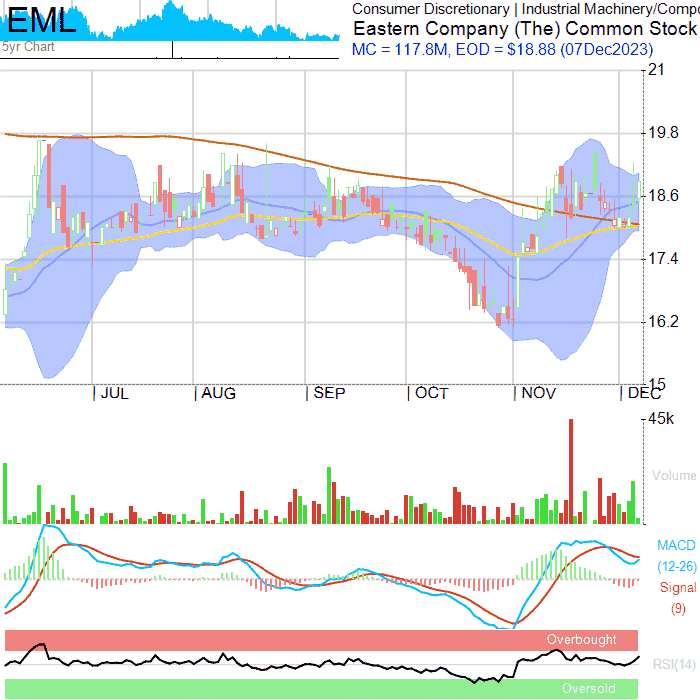 EML
5yr Chart
Consumer Discretionary | Industrial Machinery/Compo
Eastern Company (The) Common Stock
MC = 117.8M, EOD = $18.88 (07Dec2023)
21
19.8
18.6
17.4
16.2
15
JUL AUG SEP OCT NOV DEC
45k
Volume
MACD
(12-26)
Signal
(9)
Overbought
RSI(14)
Oversold